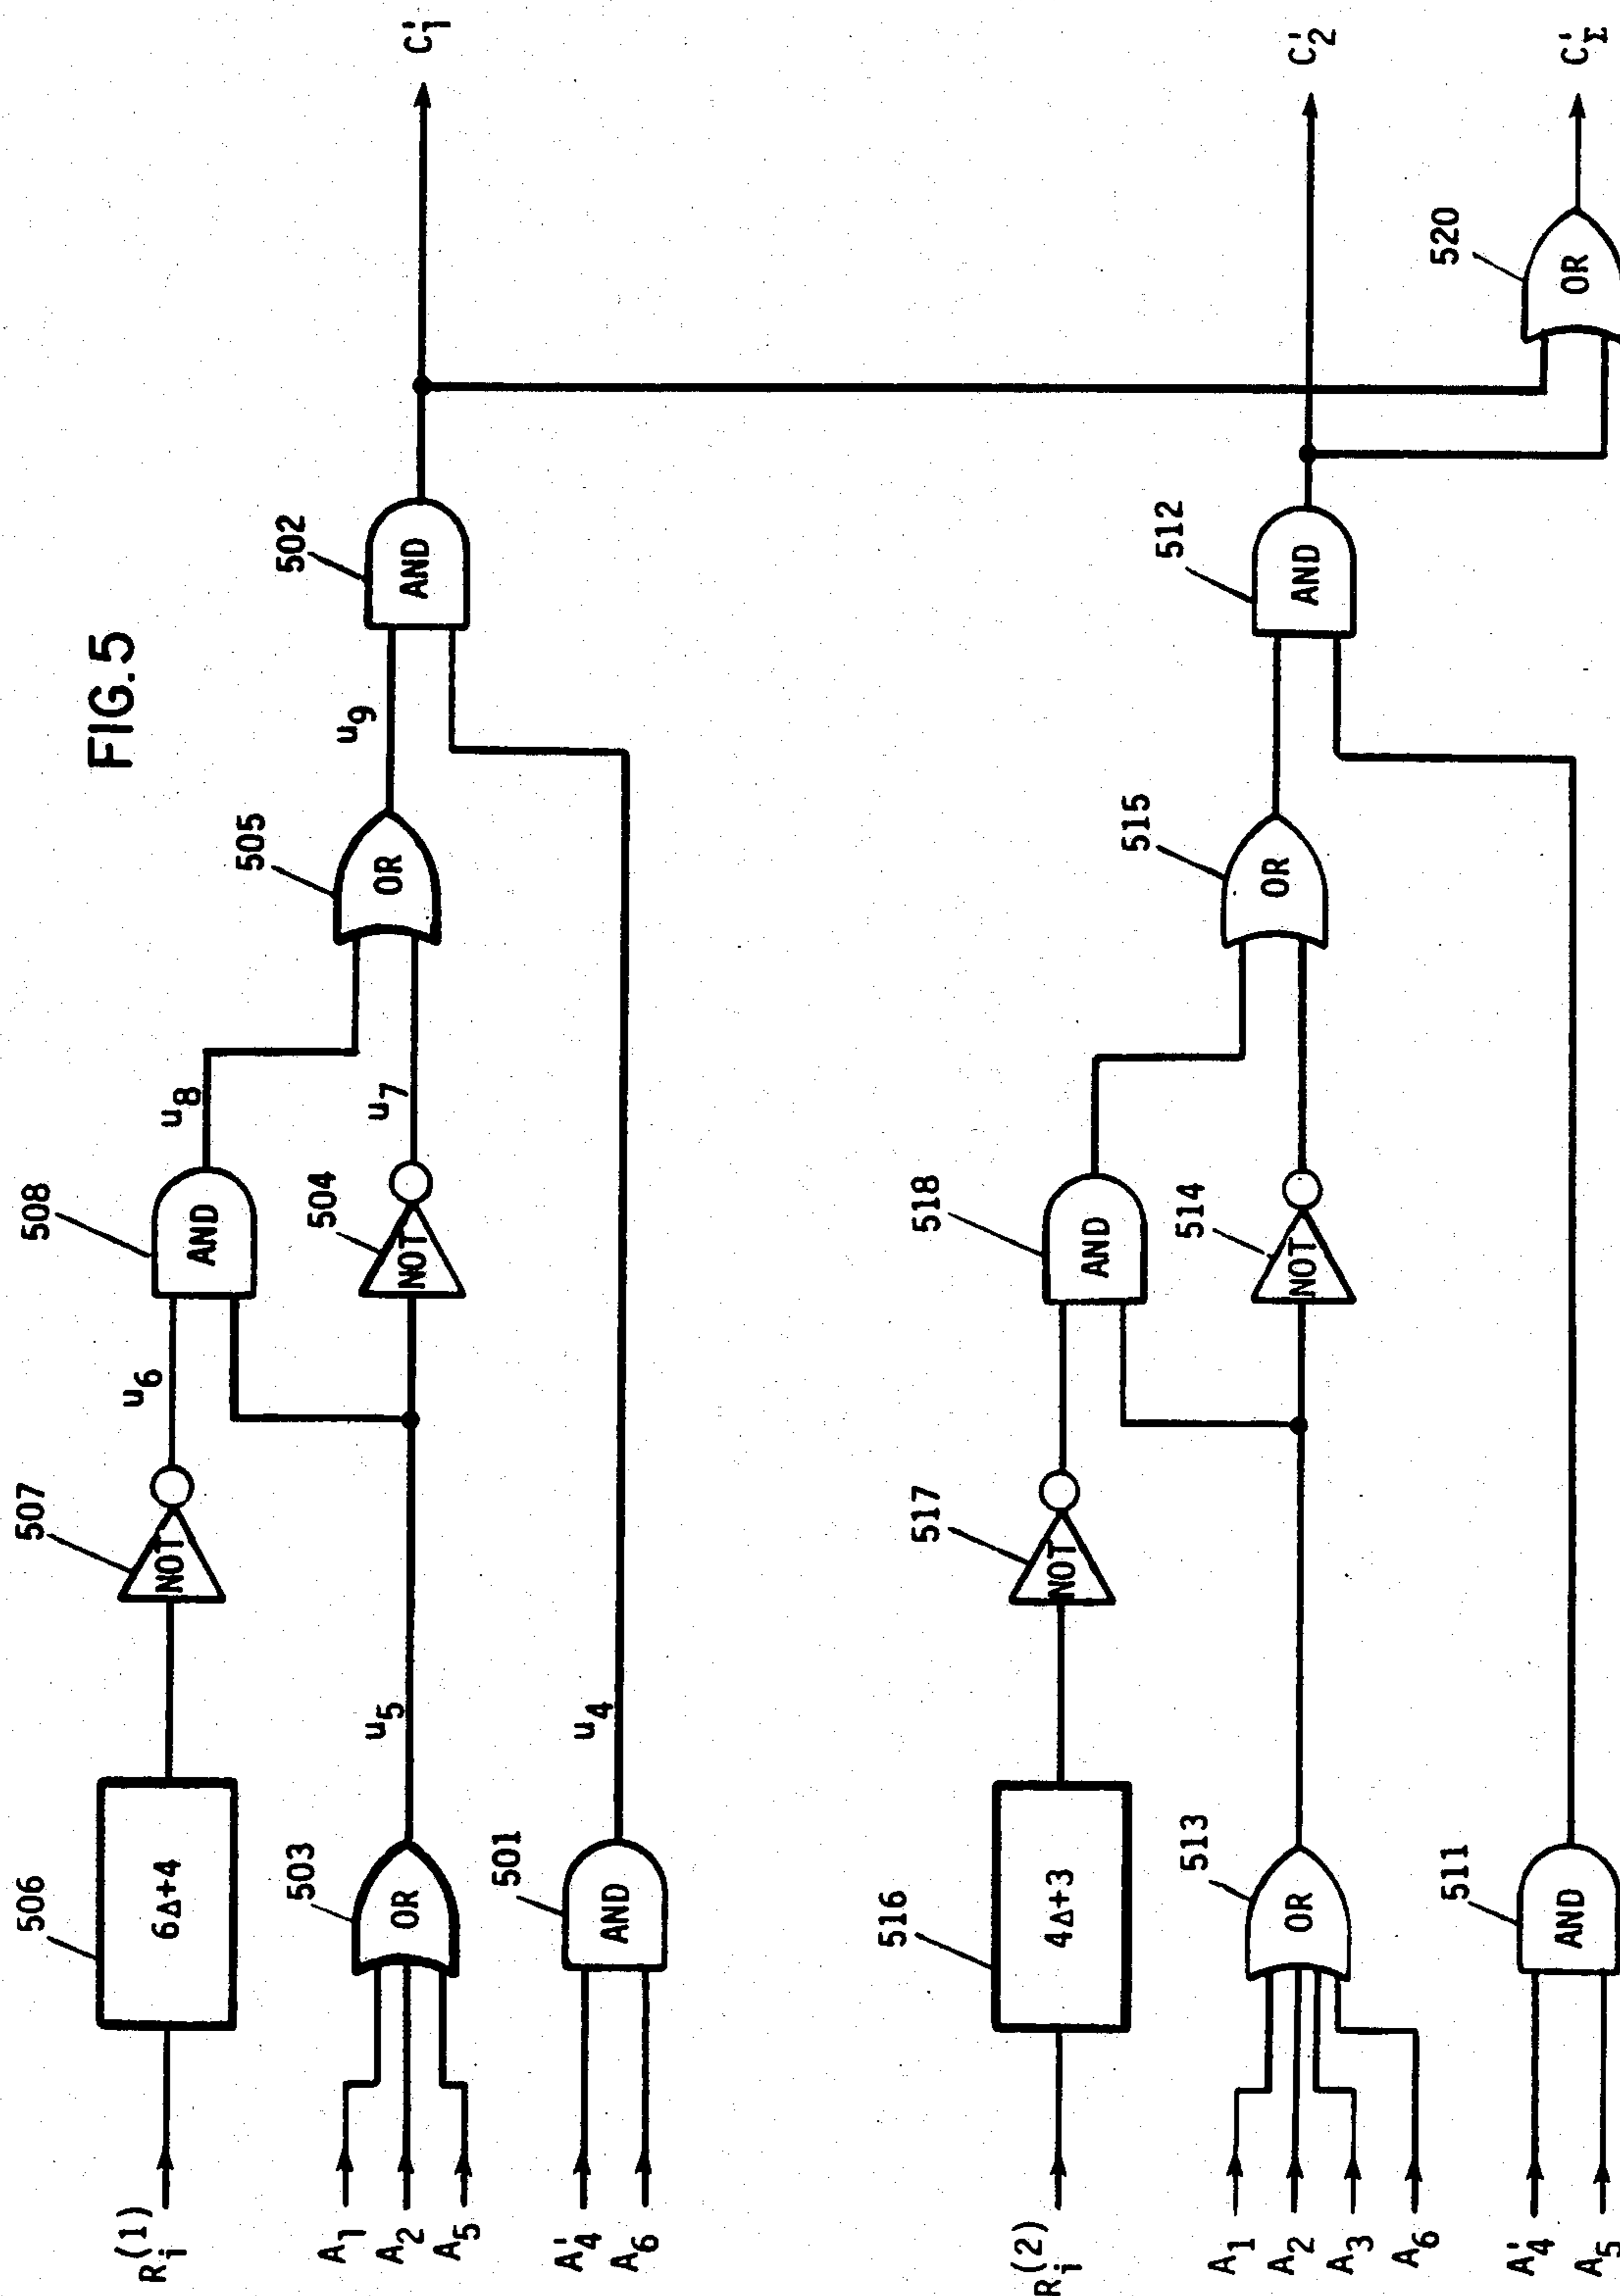 FIG.5
506
6Δ+4
507
NOT
u6
508
AND
u8
505
OR
u9
502
AND
C'1
Ri(1)
A1
A2
A5
503
OR
u5
504
NOT
u7
A'4
A6
501
AND
u4
516
4Δ+3
517
NOT
518
AND
515
OR
512
AND
C'2
Ri(2)
A1
A2
A3
A6
513
OR
514
NOT
A'4
A5
511
AND
520
OR
C'Σ